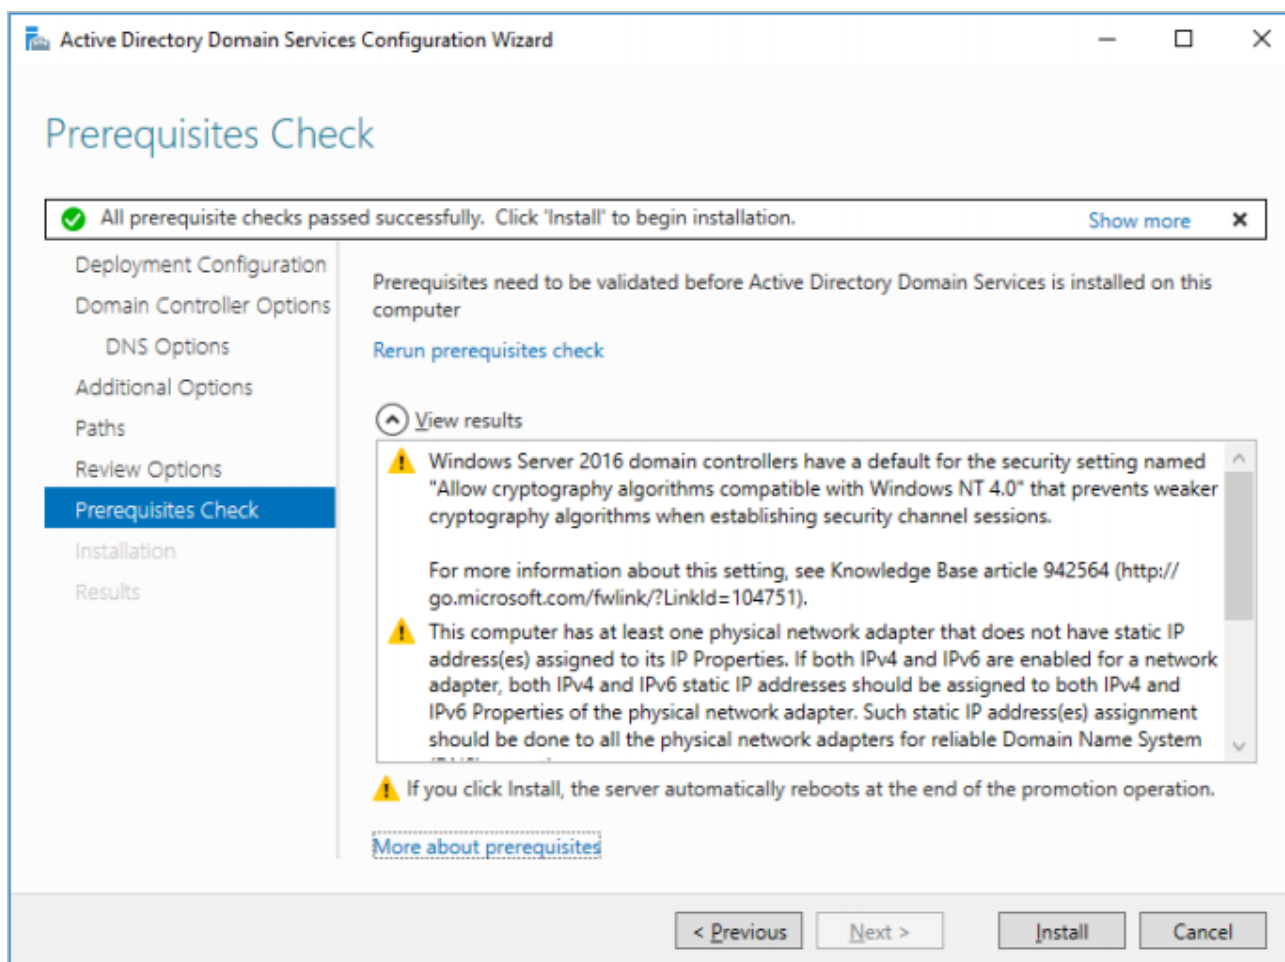 Active Directory Domain Services Configuration Wizard
Prerequisites Check
All prerequisite checks passed successfully.  Click 'Install' to begin installation.
Show more
Deployment Configuration
Domain Controller Options
DNS Options
Additional Options
Paths
Review Options
Prerequisites Check
Installation
Results
Prerequisites need to be validated before Active Directory Domain Services is installed on this
computer
Rerun prerequisites check
View results
Windows Server 2016 domain controllers have a default for the security setting named
"Allow cryptography algorithms compatible with Windows NT 4.0" that prevents weaker
cryptography algorithms when establishing security channel sessions.
For more information about this setting, see Knowledge Base article 942564 (http://
go.microsoft.com/fwlink/?LinkId=104751).
This computer has at least one physical network adapter that does not have static IP
address(es) assigned to its IP Properties. If both IPv4 and IPv6 are enabled for a network
adapter, both IPv4 and IPv6 static IP addresses should be assigned to both IPv4 and
IPv6 Properties of the physical network adapter. Such static IP address(es) assignment
should be done to all the physical network adapters for reliable Domain Name System
If you click Install, the server automatically reboots at the end of the promotion operation.
More about prerequisites
< Previous
Next >
Install
Cancel